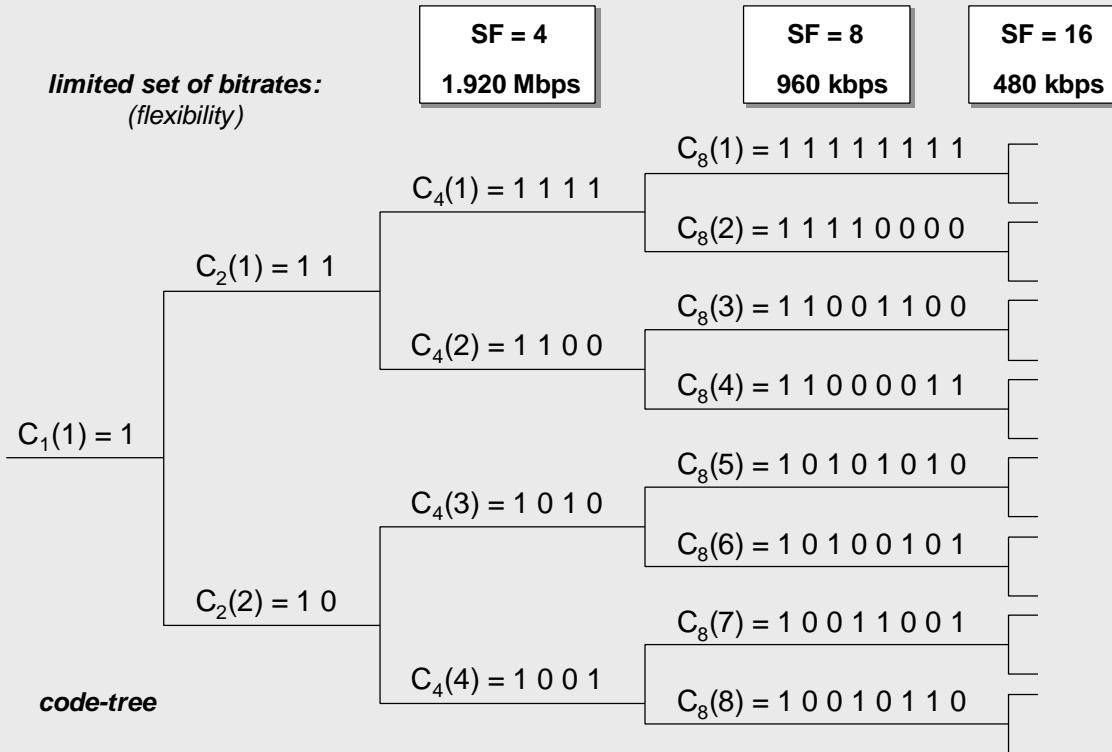 SF = 4
1.920 Mbps
SF = 8
960 kbps
SF = 16
480 kbps
limited set of bitrates:
(flexibility)
C₈(1) = 1 1 1 1 1 1 1 1
C₄(1) = 1 1 1 1
C₈(2) = 1 1 1 1 0 0 0 0
C₂(1) = 1 1
C₈(3) = 1 1 0 0 1 1 0 0
C₄(2) = 1 1 0 0
C₈(4) = 1 1 0 0 0 0 1 1
C₁(1) = 1
C₈(5) = 1 0 1 0 1 0 1 0
C₄(3) = 1 0 1 0
C₈(6) = 1 0 1 0 0 1 0 1
C₂(2) = 1 0
C₈(7) = 1 0 0 1 1 0 0 1
C₄(4) = 1 0 0 1
C₈(8) = 1 0 0 1 0 1 1 0
code-tree